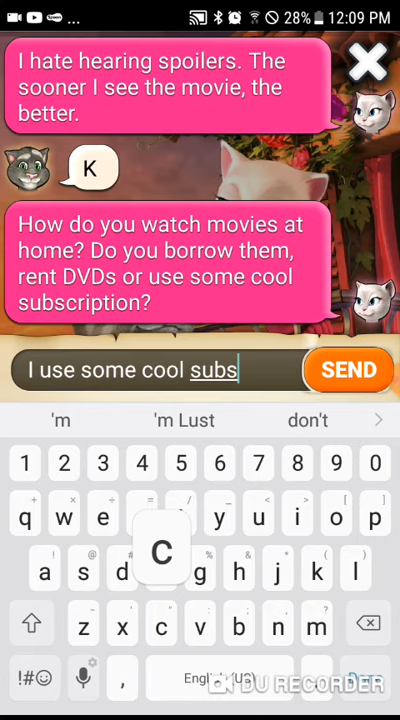 28% 12:09 PM
I hate hearing spoilers. The
sooner I see the movie, the
better.
K
How do you watch movies at
home? Do you borrow them,
rent DVDs or use some cool
subscription?
I use some cool subs
SEND
'm 'm Lust don't
1 2 3 4 5 6 7 8 9 0
q w e y u i o p
a s d g h j k l
C
z x c v b n m
!#☺ , English(US) Done
DU RECORDER